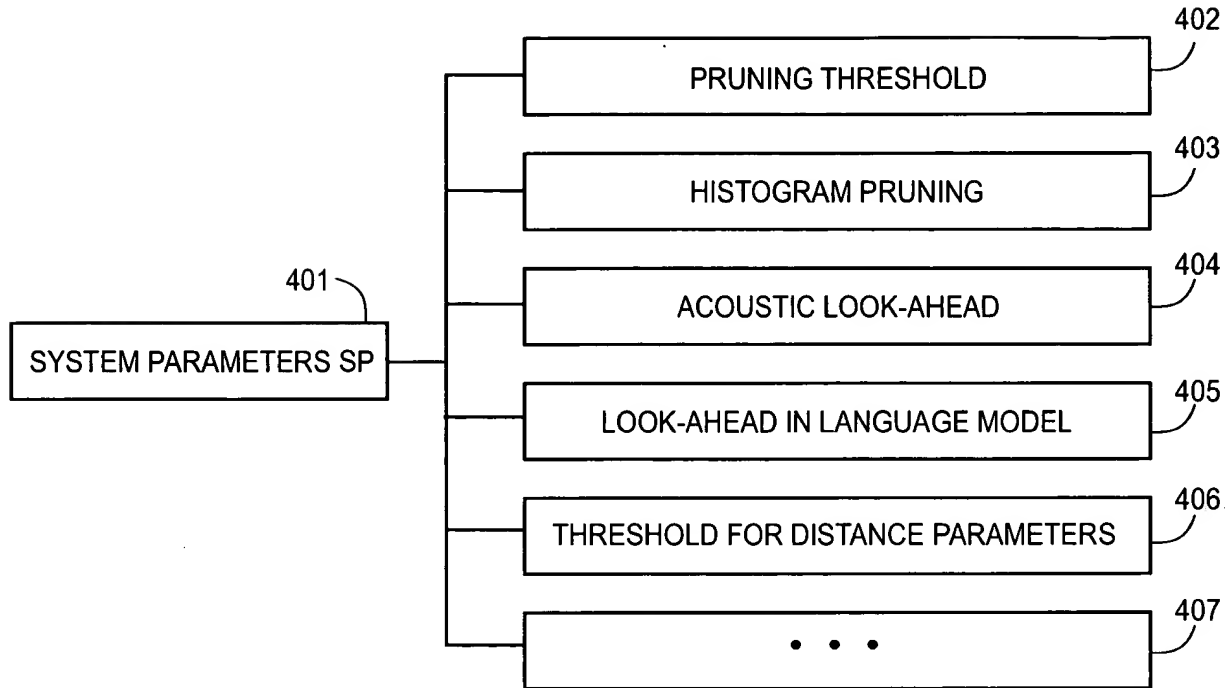 402
PRUNING THRESHOLD
403
HISTOGRAM PRUNING
404
ACOUSTIC LOOK-AHEAD
401
SYSTEM PARAMETERS SP
405
LOOK-AHEAD IN LANGUAGE MODEL
406
THRESHOLD FOR DISTANCE PARAMETERS
407
• • •